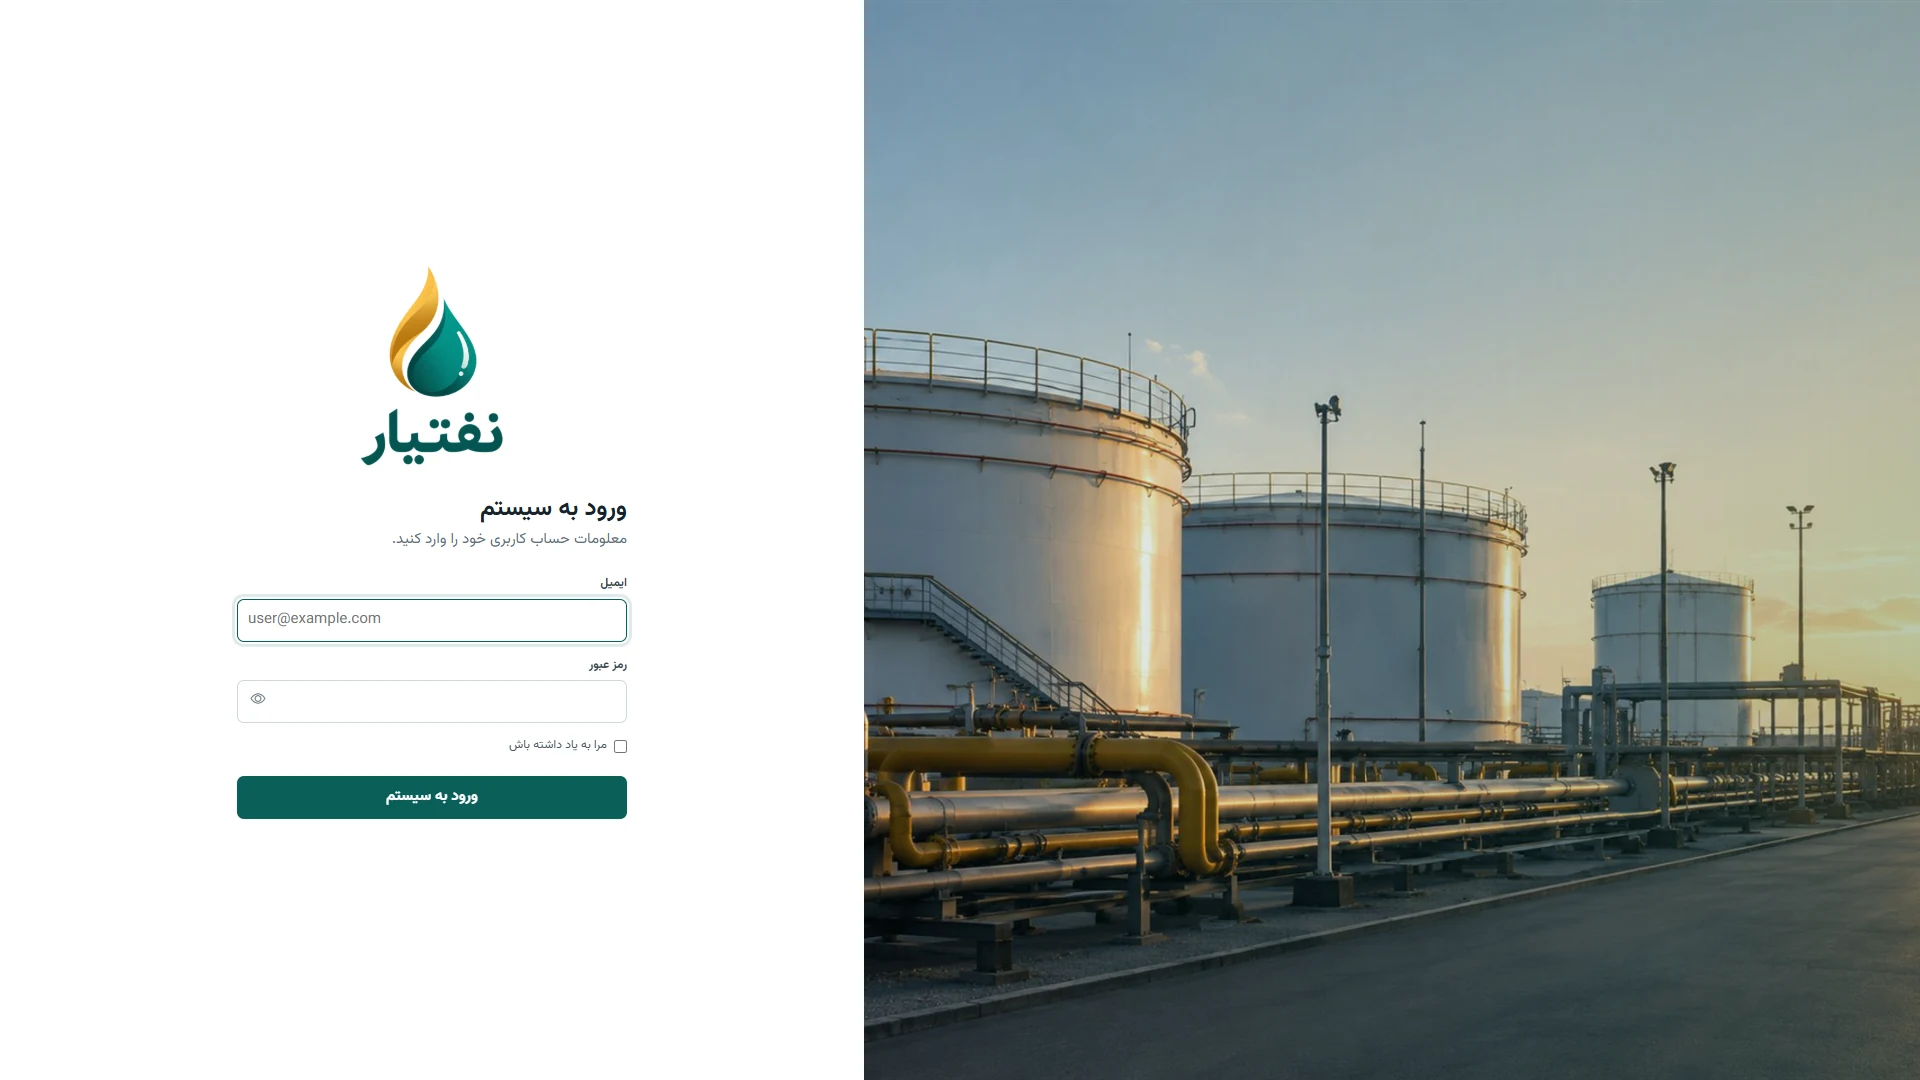 نفتیار
ورود به سیستم
معلومات حساب کاربری خود را وارد کنید.
ایمیل
user@example.com
رمز عبور
مرا به یاد داشته باش
ورود به سیستم